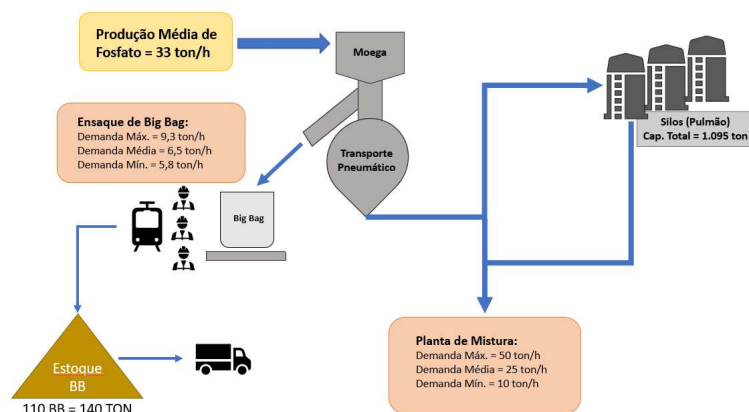 Produção Média de
Fosfato = 33 ton/h
Moega
Ensaque de Big Bag:
Demanda Máx. = 9,3 ton/h
Demanda Média = 6,5 ton/h
Demanda Mín. = 5,8 ton/h
Silos (Pulmão)
Cap. Total = 1.095 ton
Transporte
Pneumático
Big Bag
Planta de Mistura:
Demanda Máx. = 50 ton/h
Demanda Média = 25 ton/h
Demanda Mín. = 10 ton/h
Estoque
BB
110 BB = 140 TON